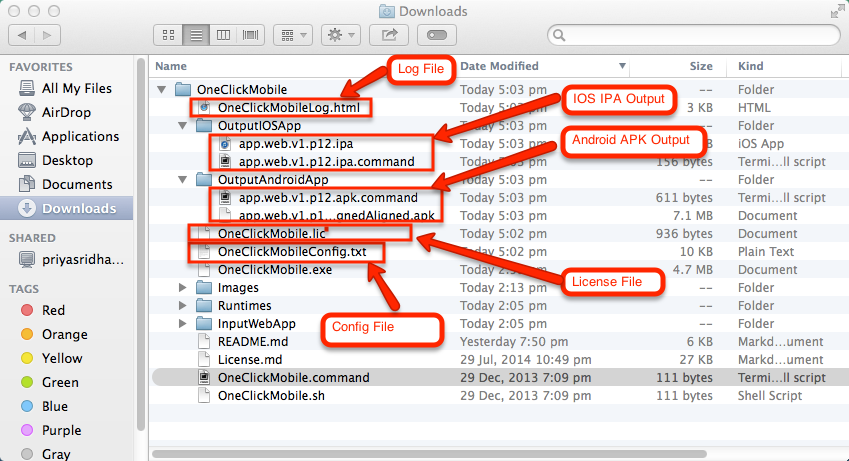 Downloads
FAVORITES
All My Files
AirDrop
Applications
Desktop
Documents
Downloads
SHARED
priyasridha...
TAGS
Red
Orange
Yellow
Green
Blue
Purple
Gray
Name Date Modified Size Kind
OneClickMobile Today 5:03 pm -- Folder
OneClickMobileLog.html Today 5:03 pm 3 KB HTML
OutputIOSApp Today 5:03 pm -- Folder
app.web.v1.p12.ipa Today 5:03 pm iOS App
app.web.v1.p12.ipa.command Today 5:03 pm 156 bytes Termi...ll script
OutputAndroidApp Today 5:03 pm -- Folder
app.web.v1.p12.apk.command Today 5:03 pm 611 bytes Termi...ll script
app.web.v1.p1...gnedAligned.apk Today 5:03 pm 7.1 MB Document
OneClickMobile.lic Today 5:02 pm 936 bytes Document
OneClickMobileConfig.txt Today 5:02 pm 10 KB Plain Text
OneClickMobile.exe Today pm 4.7 MB Document
Images Today 2:13 pm -- Folder
Runtimes Today 2:05 pm -- Folder
InputWebApp Today 2:05 pm -- Folder
README.md Yesterday 7:50 pm 6 KB Markd...ument
License.md 29 Jul, 2014 10:49 pm 27 KB Markd...ument
OneClickMobile.command 29 Dec, 2013 7:09 pm 111 bytes Termi...ll script
OneClickMobile.sh 29 Dec, 2013 7:09 pm 111 bytes Shell Script
Log File
IOS IPA Output
Android APK Output
License File
Config File